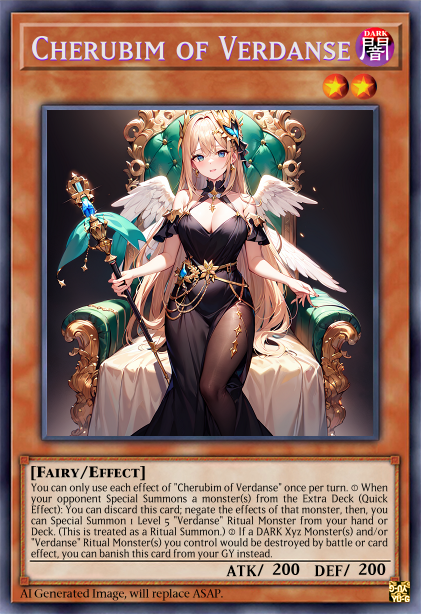 CHERUBIM OF VERDANSE
DARK
闇
[FAIRY/EFFECT]
You can only use each effect of "Cherubim of Verdanse" once per turn. ① When
your opponent Special Summons a monster(s) from the Extra Deck (Quick
Effect): You can discard this card; negate the effects of that monster, then, you
can Special Summon 1 Level 5 "Verdanse" Ritual Monster from your hand or
Deck. (This is treated as a Ritual Summon.) ② If a DARK Xyz Monster(s) and/or
"Verdanse" Ritual Monster(s) you control would be destroyed by battle or card
effect, you can banish this card from your GY instead.
ATK/ 200 DEF/ 200
AI Generated Image, will replace ASAP.